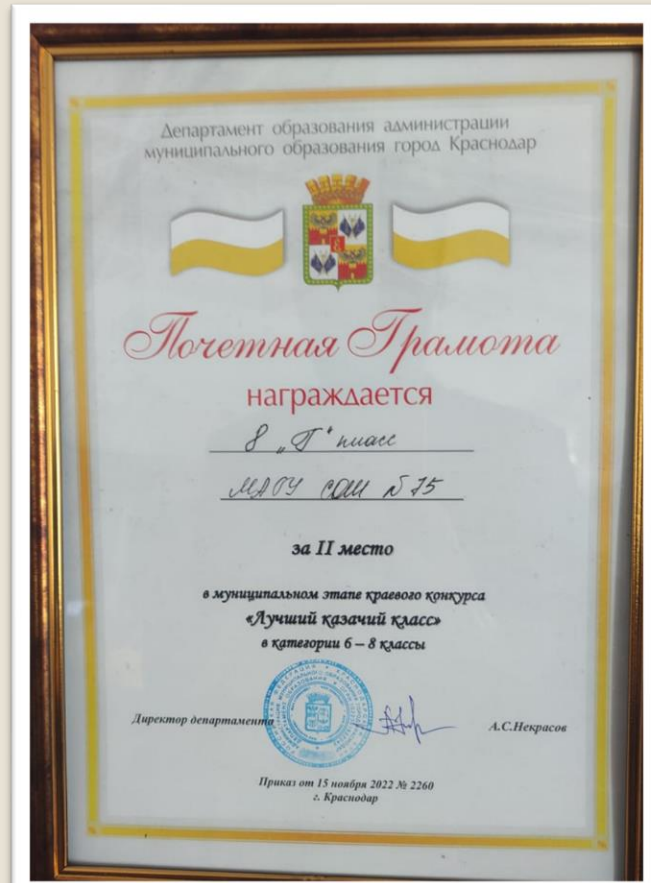 Департамент образования администрации
муниципального образования город Краснодар
Почетная Грамота
награждается
8 „Г“ класс
МАОУ СОШ № 75
за II место
в муниципальном этапе краевого конкурса
«Лучший казачий класс»
в категории 6 – 8 классы
Директор департамента
А.С.Некрасов
Приказ от 15 ноября 2022 № 2260
г. Краснодар